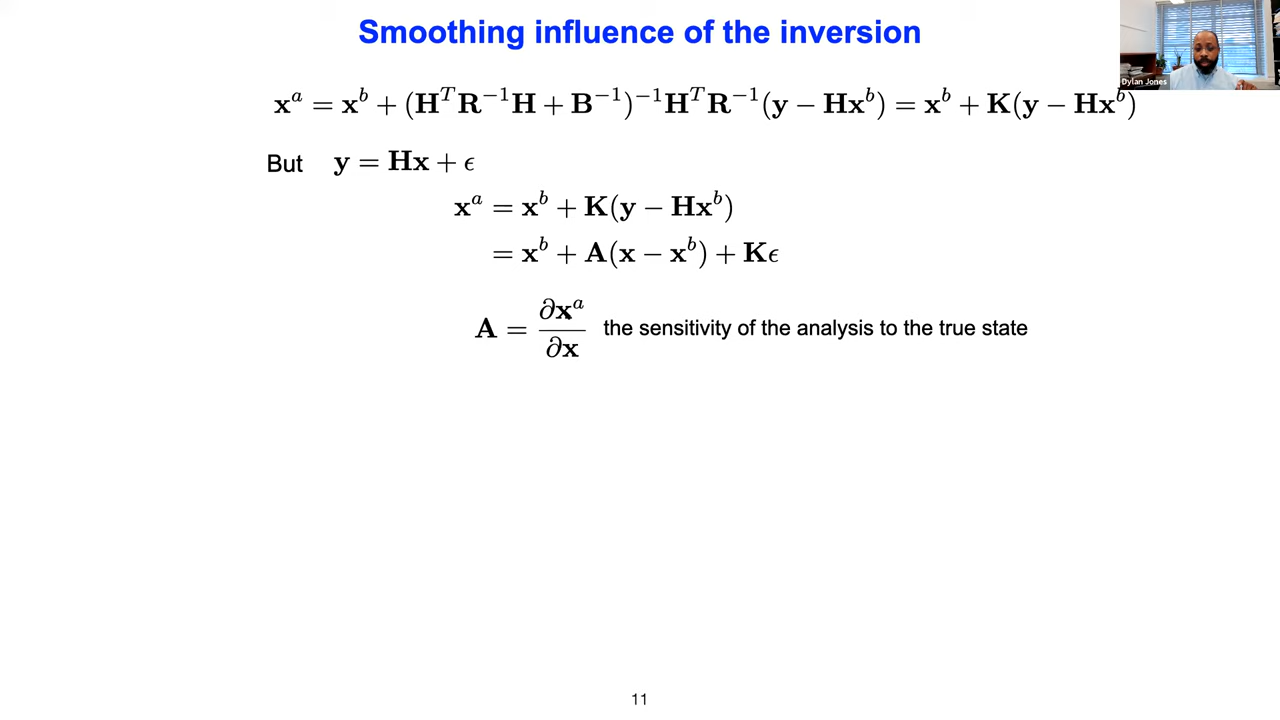 Smoothing influence of the inversion
Dylan Jones
𝐱ᵃ = 𝐱ᵇ + (𝐇ᵀ𝐑⁻¹𝐇 + 𝐁⁻¹)⁻¹𝐇ᵀ𝐑⁻¹(𝐲 − 𝐇𝐱ᵇ) = 𝐱ᵇ + 𝐊(𝐲 − 𝐇𝐱ᵇ)
But 𝐲 = 𝐇𝐱 + ϵ
𝐱ᵃ = 𝐱ᵇ + 𝐊(𝐲 − 𝐇𝐱ᵇ)
= 𝐱ᵇ + 𝐀(𝐱 − 𝐱ᵇ) + 𝐊ϵ
𝐀 = ∂𝐱ᵃ/∂𝐱 the sensitivity of the analysis to the true state
11